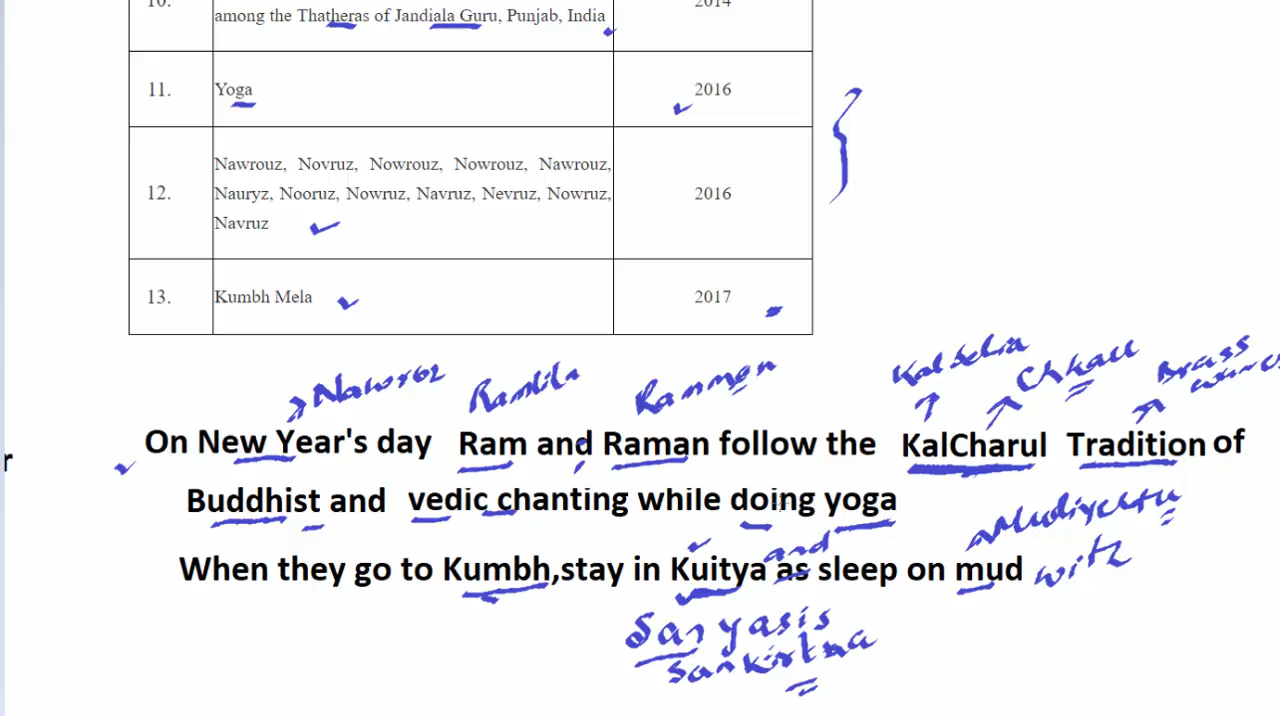 10. 2014
among the Thatheras of Jandiala Guru, Punjab, India
11. Yoga 2016
Nawrouz, Novruz, Nowrouz, Nowrouz, Nawrouz,
12. Nauryz, Nooruz, Nowruz, Navruz, Nevruz, Nowruz, 2016
Navruz
13. Kumbh Mela 2017
Nawroz Ramlila Ranmen Kalbelia Chhau Brass
On New Year's day Ram and Raman follow the KalCharul Tradition of
r
Buddhist and vedic chanting while doing yoga
and Mudiyettu
When they go to Kumbh,stay in Kuitya as sleep on mud with
Sanyasis
Sankirtna